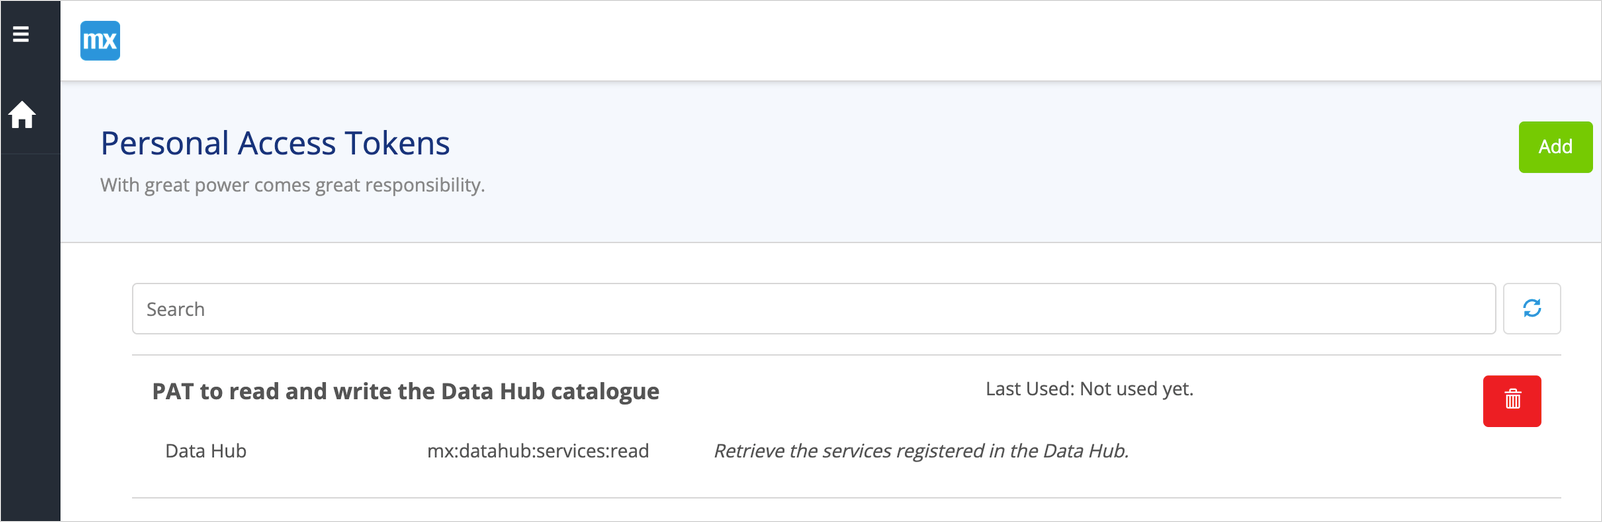 mx
Personal Access Tokens
Add
With great power comes great responsibility.
Search
PAT to read and write the Data Hub catalogue
Last Used: Not used yet.
Data Hub
mx:datahub:services:read
Retrieve the services registered in the Data Hub.